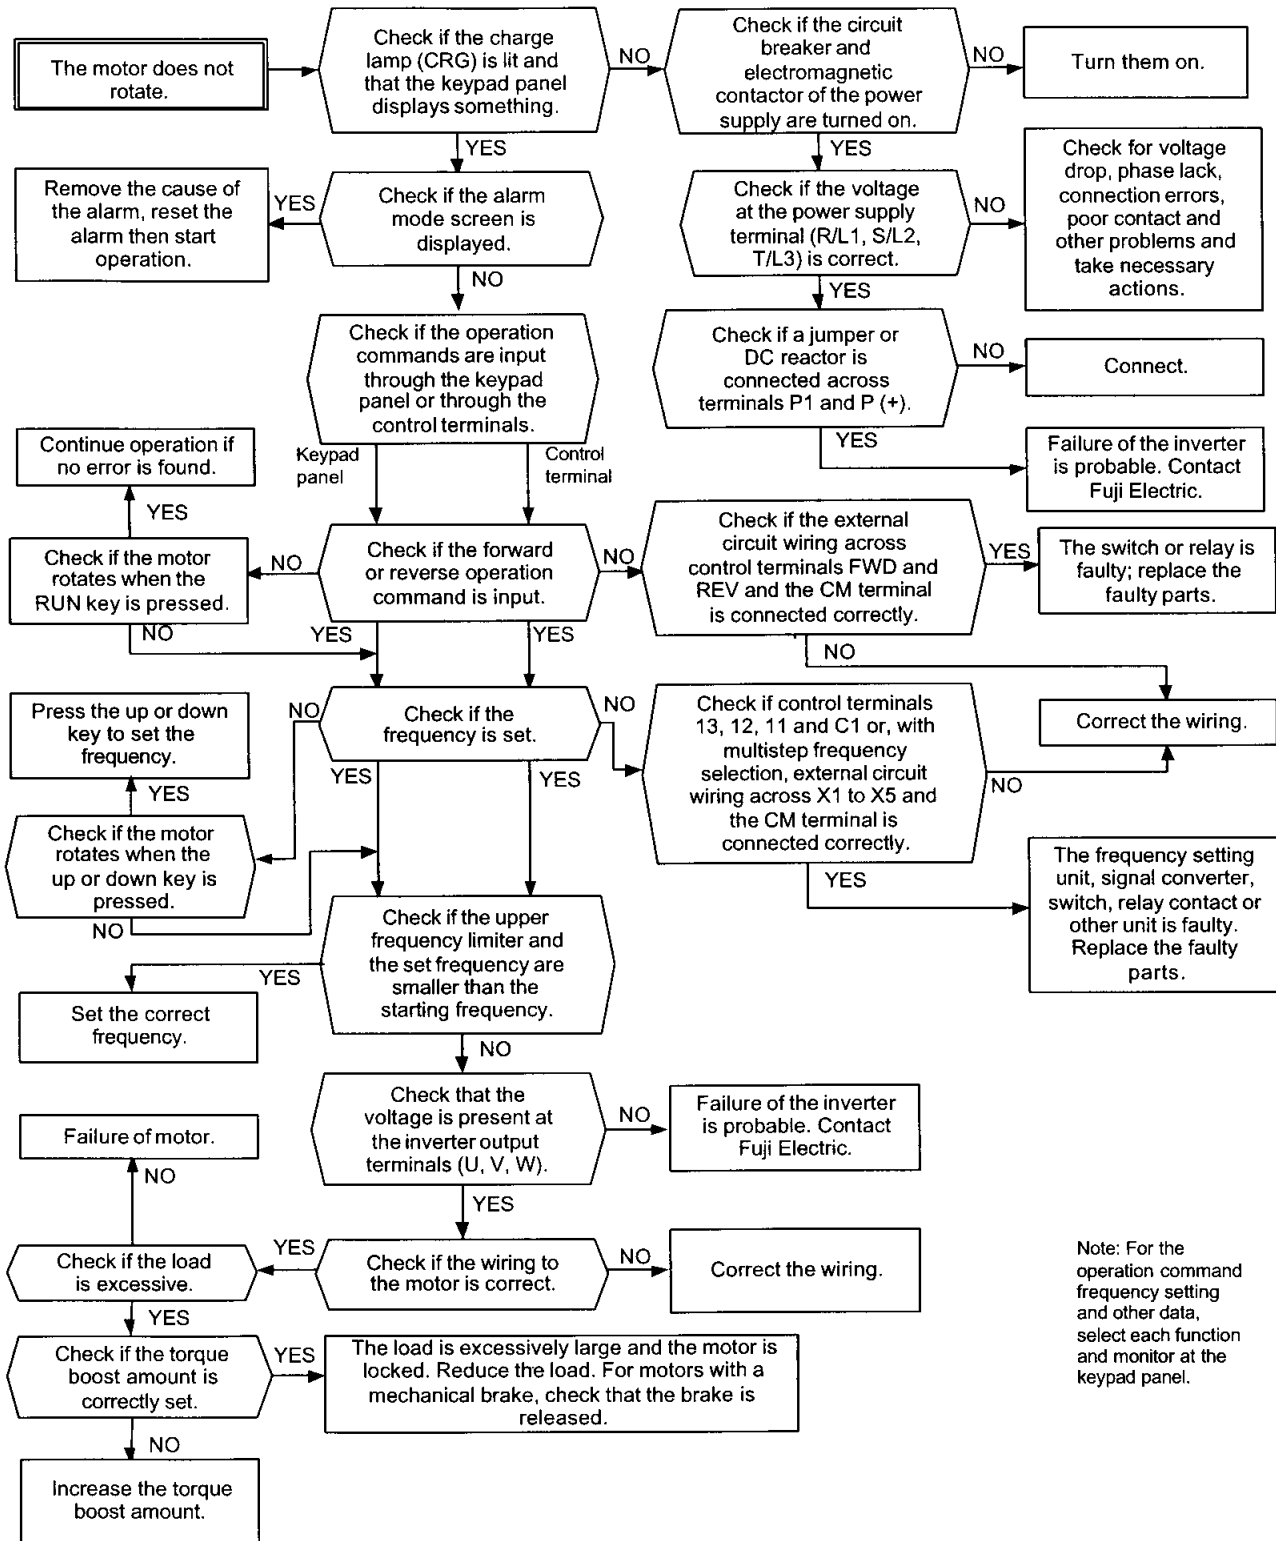 The motor does not
rotate.
Check if the charge
lamp (CRG) is lit and
that the keypad panel
displays something.
NO
Check if the circuit
breaker and
electromagnetic
contactor of the power
supply are turned on.
NO
Turn them on.
YES
YES
Remove the cause of
the alarm, reset the
alarm then start
operation.
YES
Check if the alarm
mode screen is
displayed.
NO
Check if the voltage
at the power supply
terminal (R/L1, S/L2,
T/L3) is correct.
NO
Check for voltage
drop, phase lack,
connection errors,
poor contact and
other problems and
take necessary
actions.
YES
Check if the operation
commands are input
through the keypad
panel or through the
control terminals.
Check if a jumper or
DC reactor is
connected across
terminals P1 and P (+).
NO
Connect.
YES
Failure of the inverter
is probable. Contact
Fuji Electric.
Keypad
panel
Control
terminal
Continue operation if
no error is found.
YES
Check if the motor
rotates when the
RUN key is pressed.
NO
NO
Check if the forward
or reverse operation
command is input.
NO
YES
YES
Check if the external
circuit wiring across
control terminals FWD and
REV and the CM terminal
is connected correctly.
YES
The switch or relay is
faulty; replace the
faulty parts.
NO
Correct the wiring.
Press the up or down
key to set the
frequency.
YES
NO
Check if the
frequency is set.
NO
YES
YES
Check if control terminals
13, 12, 11 and C1 or, with
multistep frequency
selection, external circuit
wiring across X1 to X5 and
the CM terminal is
connected correctly.
NO
YES
Check if the motor
rotates when the
up or down key is
pressed.
NO
The frequency setting
unit, signal converter,
switch, relay contact or
other unit is faulty.
Replace the faulty
parts.
Check if the upper
frequency limiter and
the set frequency are
smaller than the
starting frequency.
YES
Set the correct
frequency.
NO
Check that the
voltage is present at
the inverter output
terminals (U, V, W).
NO
Failure of the inverter
is probable. Contact
Fuji Electric.
YES
Failure of motor.
NO
Check if the load
is excessive.
YES
Check if the wiring to
the motor is correct.
NO
Correct the wiring.
YES
Check if the torque
boost amount is
correctly set.
YES
The load is excessively large and the motor is
locked. Reduce the load. For motors with a
mechanical brake, check that the brake is
released.
NO
Increase the torque
boost amount.
Note: For the
operation command
frequency setting
and other data,
select each function
and monitor at the
keypad panel.